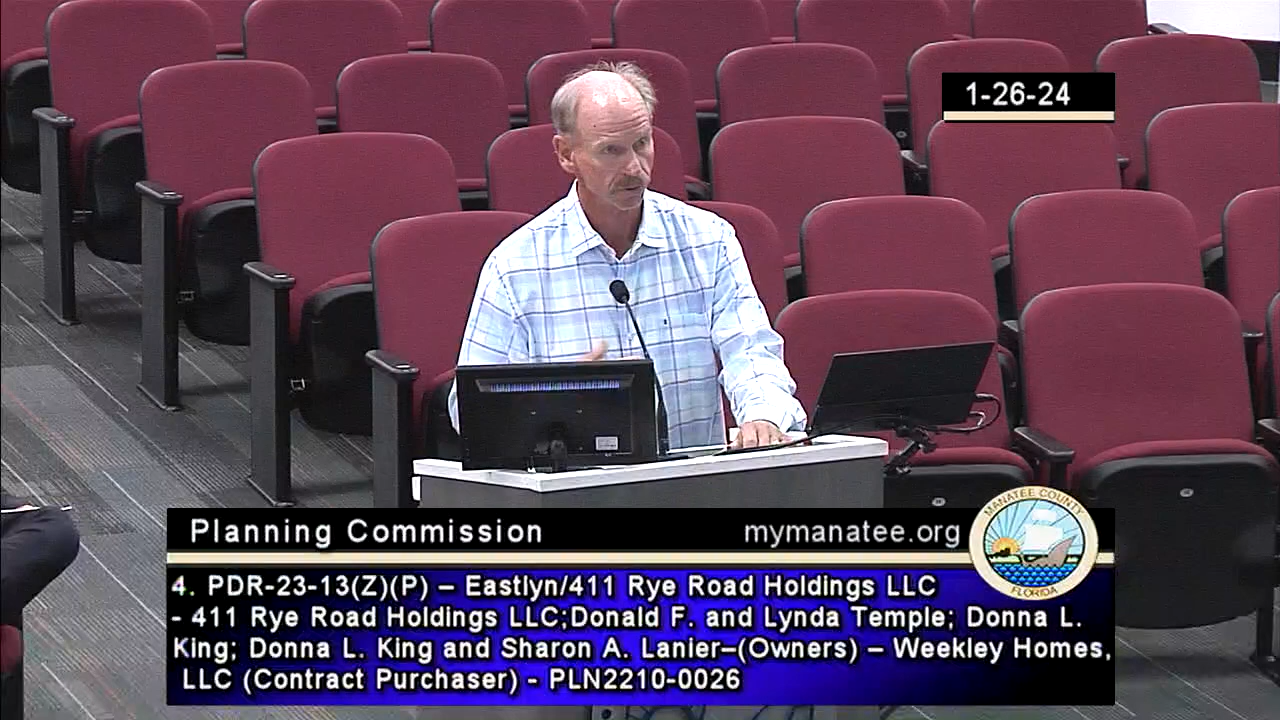 1-26-24
Planning Commission
mymanatee.org
MANATEE COUNTY
FLORIDA
4. PDR-23-13(Z)(P) – Eastlyn/411 Rye Road Holdings LLC
- 411 Rye Road Holdings LLC;Donald F. and Lynda Temple; Donna L.
King; Donna L. King and Sharon A. Lanier–(Owners) – Weekley Homes,
LLC (Contract Purchaser) - PLN2210-0026